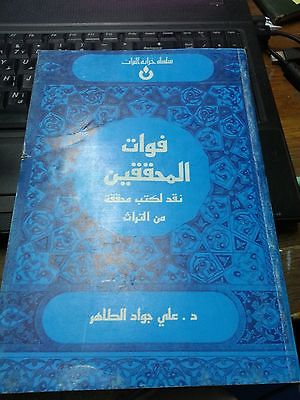 سلسلة خزانة التراث
فوات
المحققين
نقد لكتب محققة
من التراث
د. علي جواد الطاهر